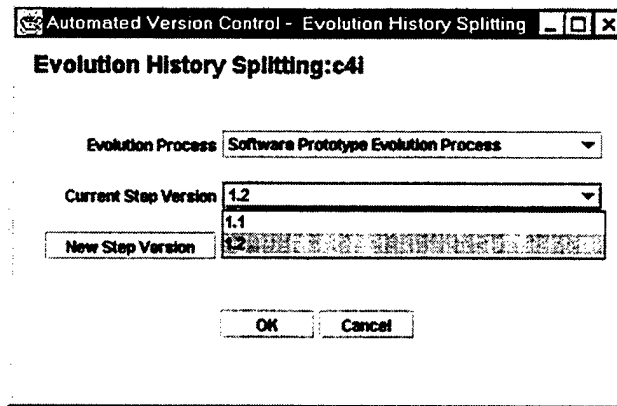 Automated Version Control - Evolution History Splitting
Evolution History Splitting:c4i
Evolution Process Software Prototype Evolution Process
Current Step Version 1.2
1.1
New Step Version 1.2
OK Cancel